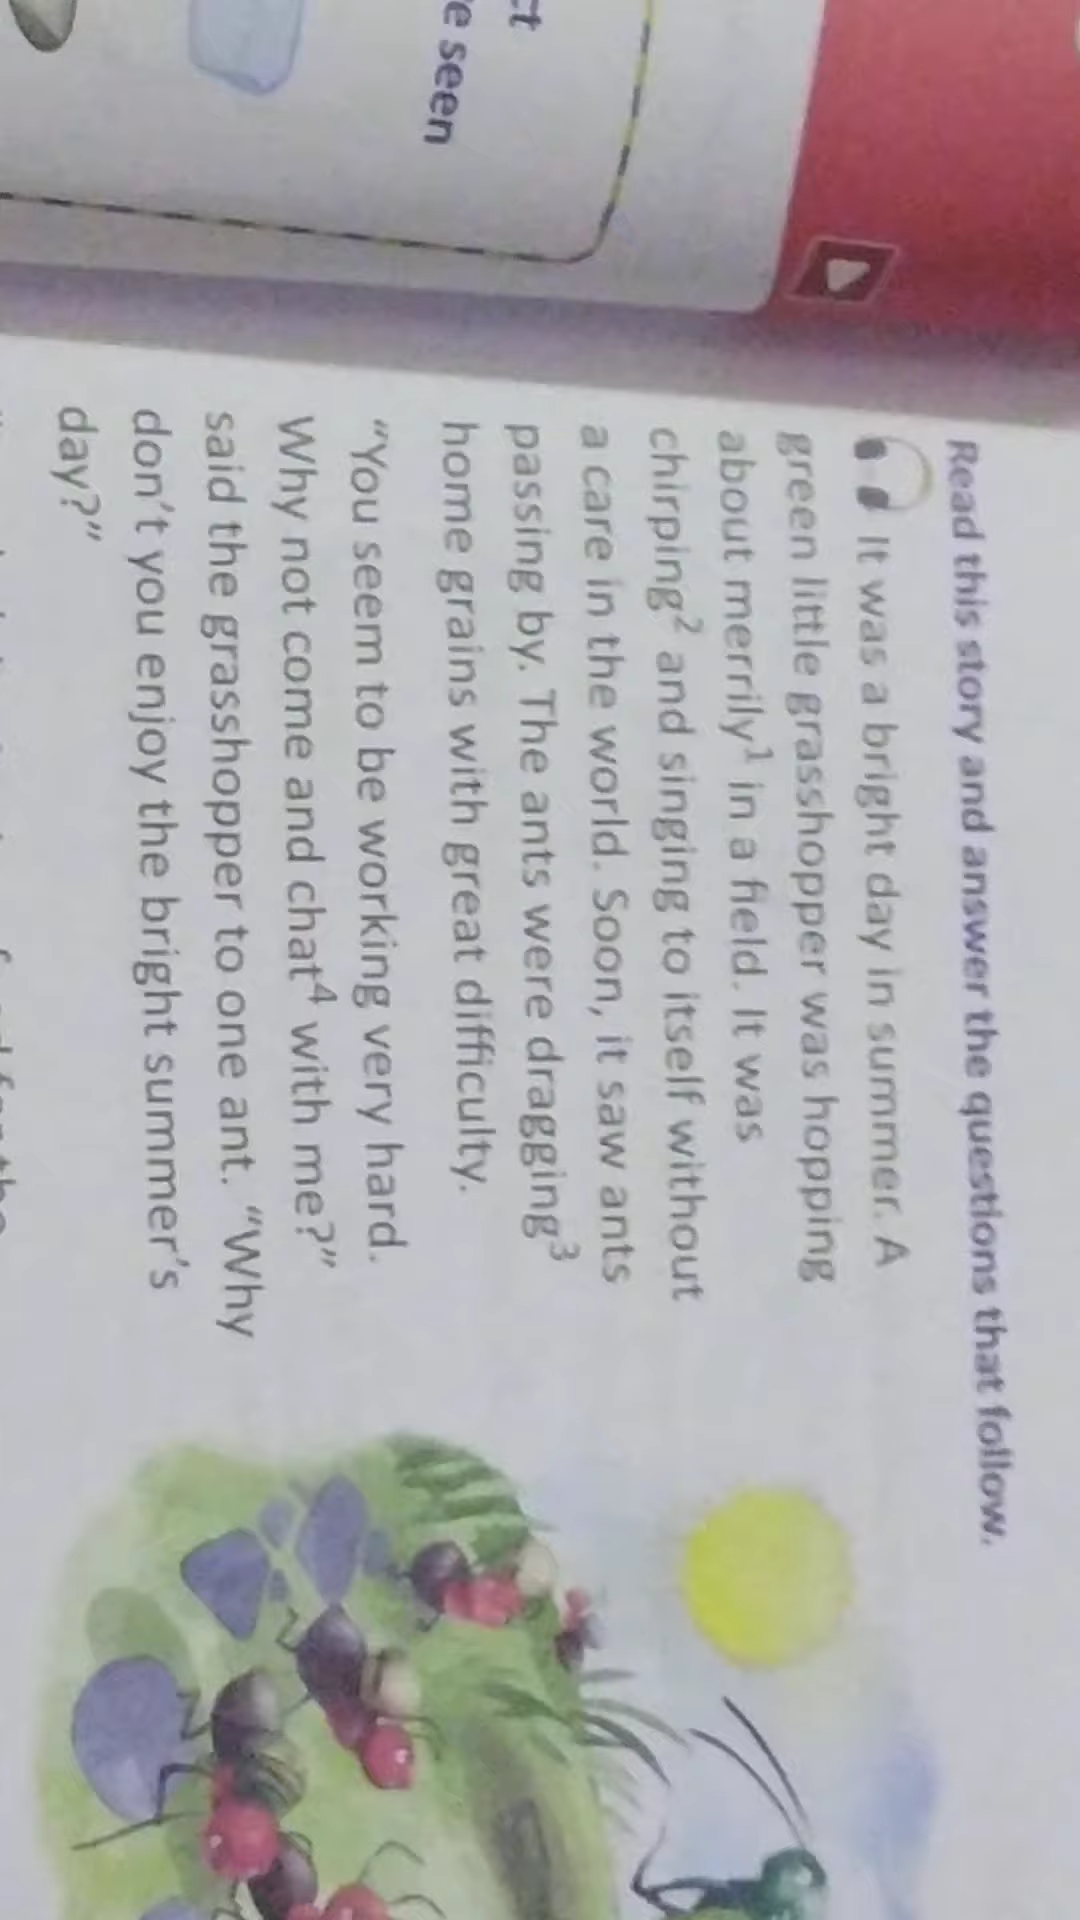 ct
e seen
Read this story and answer the questions that follow.
It was a bright day in summer. A
green little grasshopper was hopping
about merrily¹ in a field. It was
chirping² and singing to itself without
a care in the world. Soon, it saw ants
passing by. The ants were dragging³
home grains with great difficulty.
"You seem to be working very hard.
Why not come and chat⁴ with me?"
said the grasshopper to one ant. "Why
don't you enjoy the bright summer's
day?"